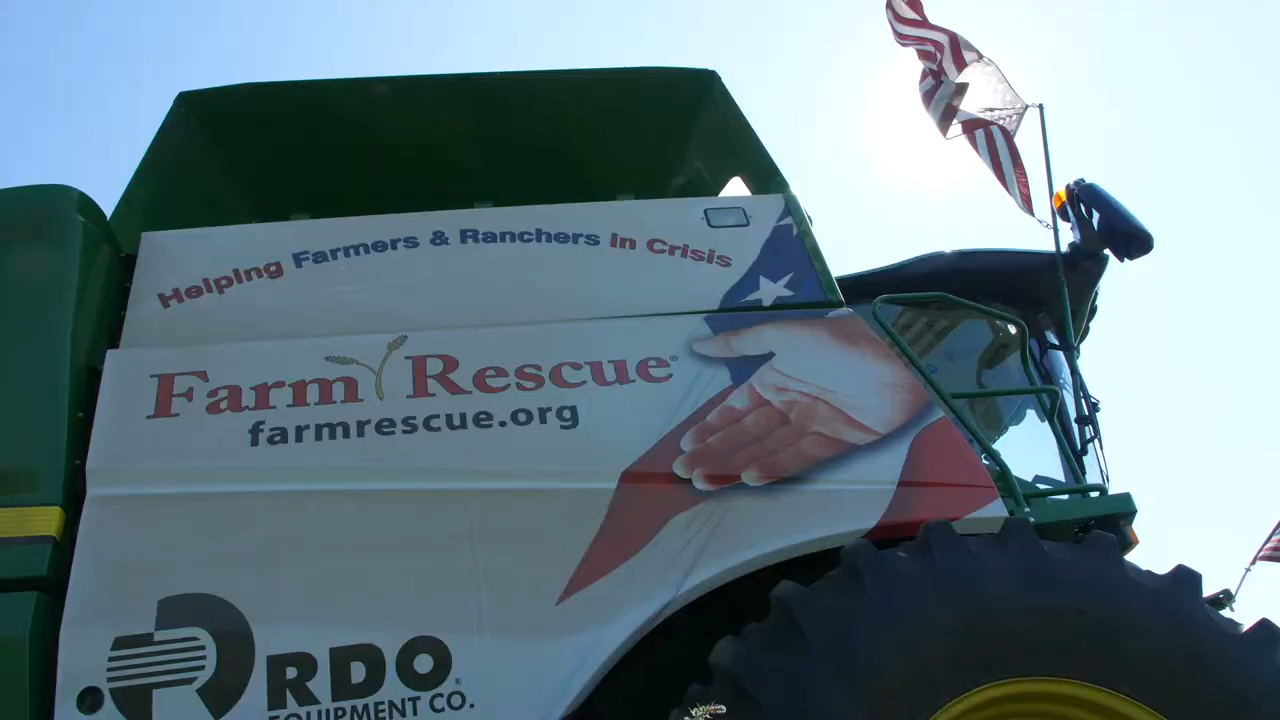 Helping Farmers & Ranchers in Crisis
Farm Rescue®
farmrescue.org
RDO
EQUIPMENT CO.